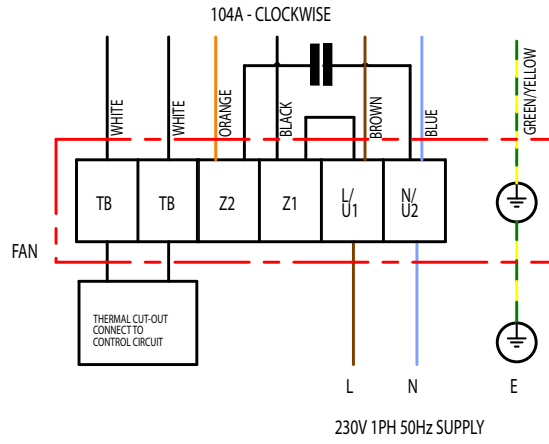 104A - CLOCKWISE
WHITE
WHITE
ORANGE
BLACK
BROWN
BLUE
GREEN/YELLOW
TB
TB
Z2
Z1
L/
U1
N/
U2
FAN
THERMAL CUT-OUT
CONNECT TO
CONTROL CIRCUIT
L
N
E
230V 1PH 50Hz SUPPLY